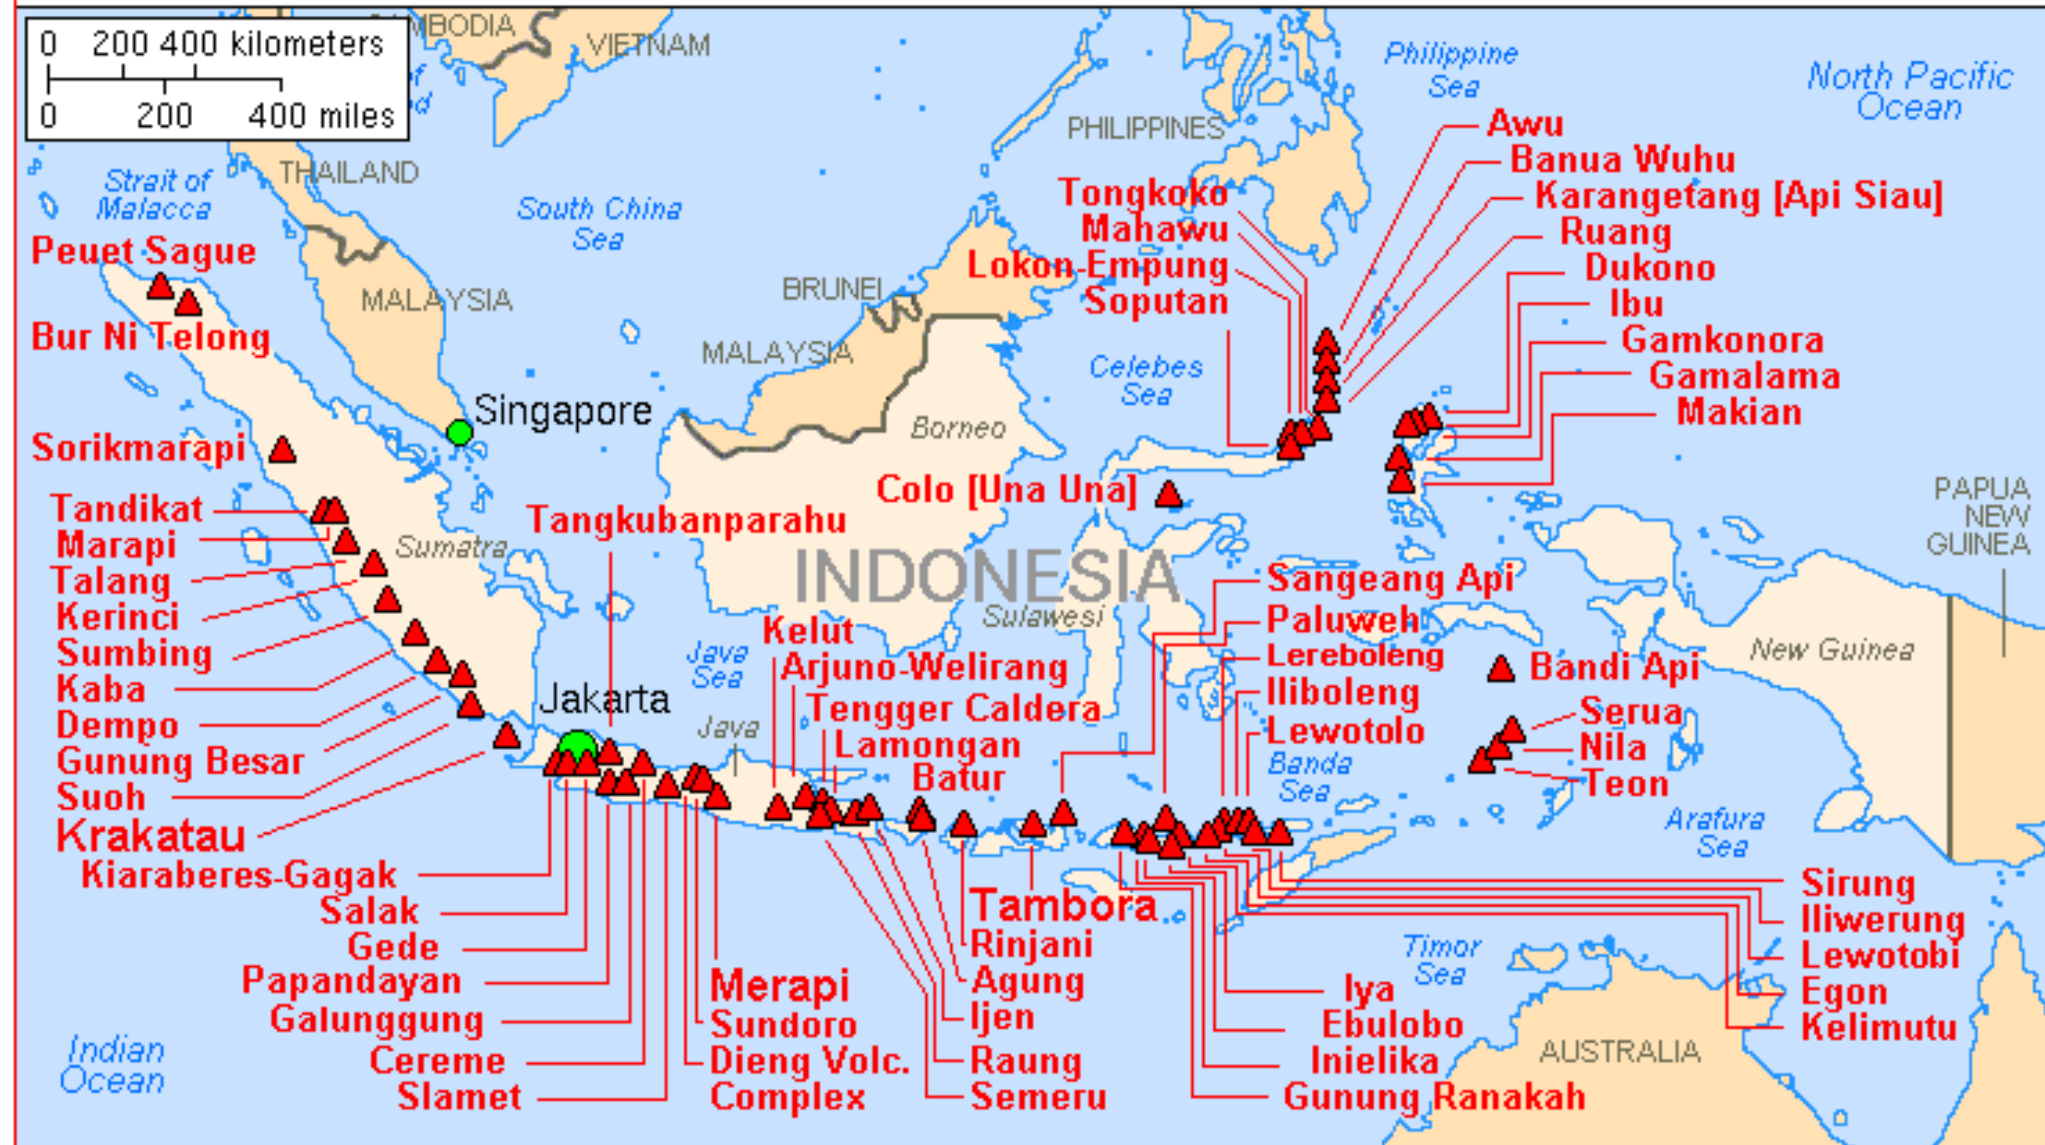 0 200 400 kilometers
0 200 400 miles
CAMBODIA
VIETNAM
THAILAND
PHILIPPINES
Philippine
Sea
North Pacific
Ocean
Strait of
Malacca
South China
Sea
MALAYSIA
BRUNEI
MALAYSIA
Celebes
Sea
Borneo
Singapore
Awu
Banua Wuhu
Karangetang [Api Siau]
Ruang
Dukono
Ibu
Gamkonora
Gamalama
Makian
Tongkoko
Mahawu
Lokon-Empung
Soputan
Colo [Una Una]
Peuet Sague
Bur Ni Telong
Sorikmarapi
Tandikat
Marapi
Talang
Kerinci
Sumbing
Kaba
Dempo
Gunung Besar
Suoh
Krakatau
Sumatra
Tangkubanparahu
INDONESIA
Sulawesi
PAPUA
NEW
GUINEA
New Guinea
Java
Sea
Jakarta
Java
Kelut
Arjuno-Welirang
Tengger Caldera
Lamongan
Batur
Sangeang Api
Paluweh
Lereboleng
Iliboleng
Lewotolo
Banda
Sea
Bandi Api
Serua
Nila
Teon
Arafura
Sea
Kiaraberes-Gagak
Salak
Gede
Papandayan
Galunggung
Cereme
Slamet
Merapi
Sundoro
Dieng Volc.
Complex
Tambora
Rinjani
Agung
Ijen
Raung
Semeru
Iya
Ebulobo
Inielika
Gunung Ranakah
Sirung
Iliwerung
Lewotobi
Egon
Kelimutu
Timor
Sea
AUSTRALIA
Indian
Ocean